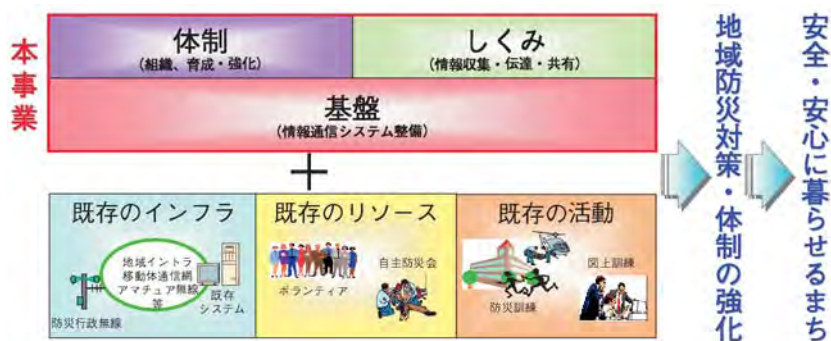 本事業
体制
(組織、育成・強化)
しくみ
(情報収集・伝達・共有)
基盤
(情報通信システム整備)
+
既存のインフラ
地域イントラ
移動体通信網
アマチュア無線
等
既存
システム
防災行政無線
既存のリソース
ボランティア
自主防災会
既存の活動
防災訓練
図上訓練
地域防災対策・体制の強化
安全・安心に暮らせるまち